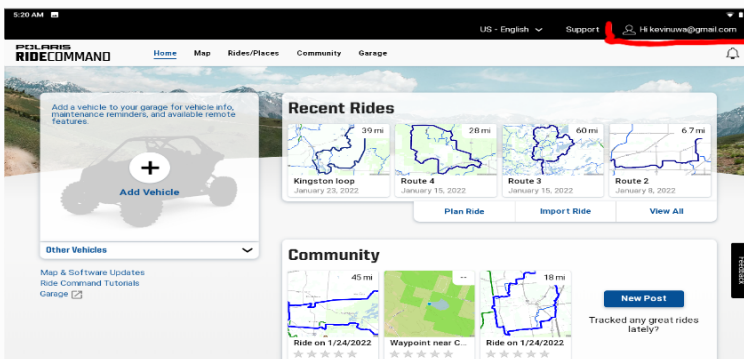 5:20 AM
US - English
Support
Hi kevinuwa@gmail.com
POLARIS
RIDECOMMAND
Home
Map
Rides/Places
Community
Garage
Add a vehicle to your garage for vehicle info,
maintenance reminders, and available remote
features.
Add Vehicle
Other Vehicles
Map & Software Updates
Ride Command Tutorials
Garage
Recent Rides
39 mi
Kingston loop
January 23, 2022
28 mi
Route 4
January 15, 2022
60 mi
Route 3
January 15, 2022
6.7 mi
Route 2
January 8, 2022
Plan Ride
Import Ride
View All
Community
45 mi
Ride on 1/24/2022
--
Waypoint near C...
18 mi
Ride on 1/24/2022
New Post
Tracked any great rides
lately?
Feedback